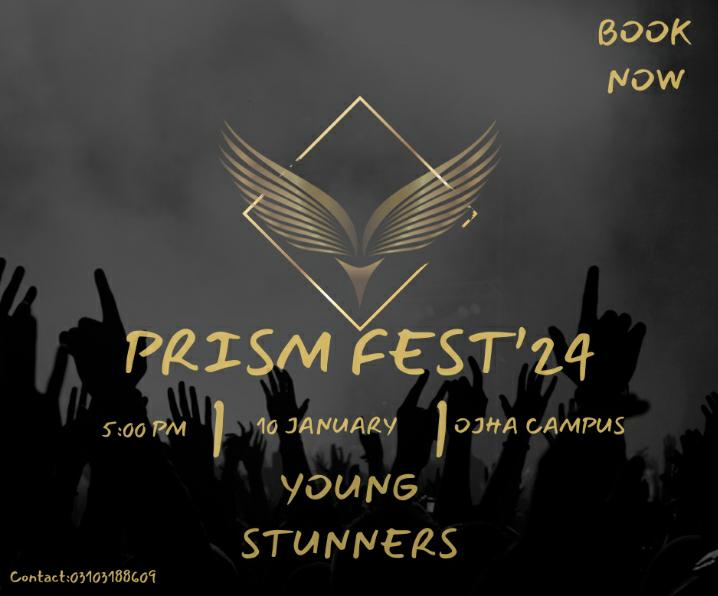 BOOK
NOW
PRISM FEST'24
5:00 PM | 10 JANUARY | OJHA CAMPUS
YOUNG
STUNNERS
Contact:03103188609